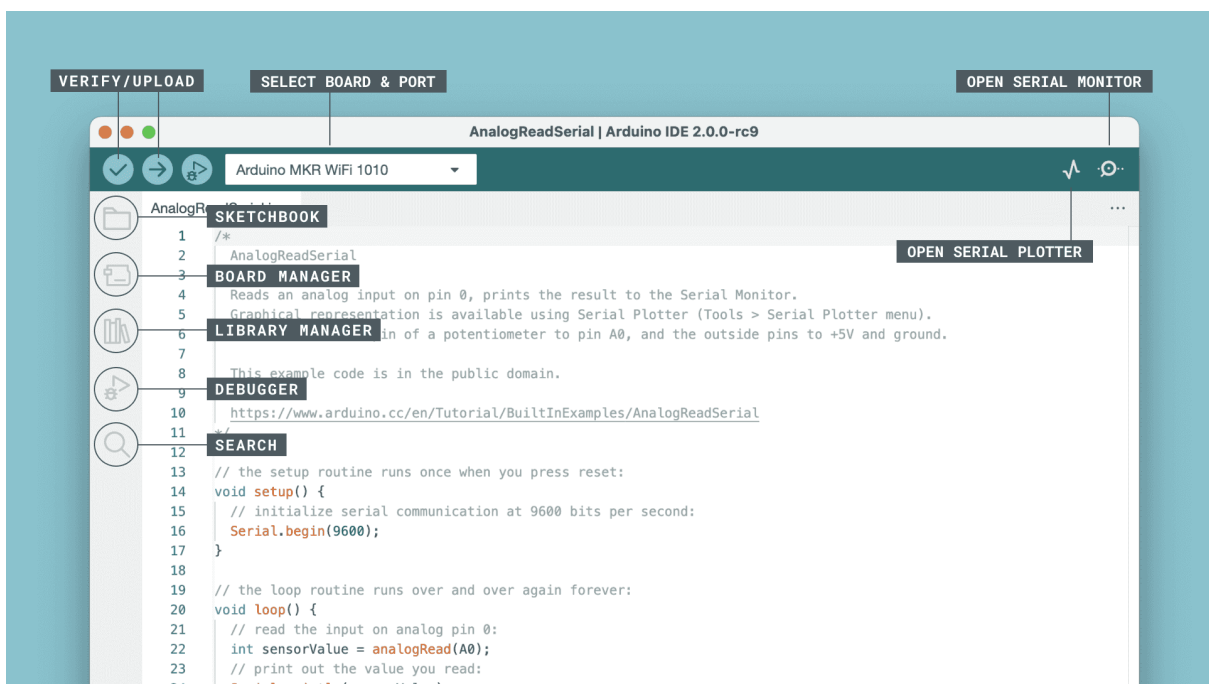 VERIFY/UPLOAD
SELECT BOARD & PORT
OPEN SERIAL MONITOR
AnalogReadSerial | Arduino IDE 2.0.0-rc9
Arduino MKR WiFi 1010
AnalogR
SKETCHBOOK
OPEN SERIAL PLOTTER
1 /*
2 AnalogReadSerial
3
BOARD MANAGER
4 Reads an analog input on pin 0, prints the result to the Serial Monitor.
5 Graphical representation is available using Serial Plotter (Tools > Serial Plotter menu).
LIBRARY MANAGER
6 of a potentiometer to pin A0, and the outside pins to +5V and ground.
7
8 This example code is in the public domain.
DEBUGGER
9
10 https://www.arduino.cc/en/Tutorial/BuiltInExamples/AnalogReadSerial
11 */
SEARCH
12
13 // the setup routine runs once when you press reset:
14 void setup() {
15 // initialize serial communication at 9600 bits per second:
16 Serial.begin(9600);
17 }
18
19 // the loop routine runs over and over again forever:
20 void loop() {
21 // read the input on analog pin 0:
22 int sensorValue = analogRead(A0);
23 // print out the value you read: